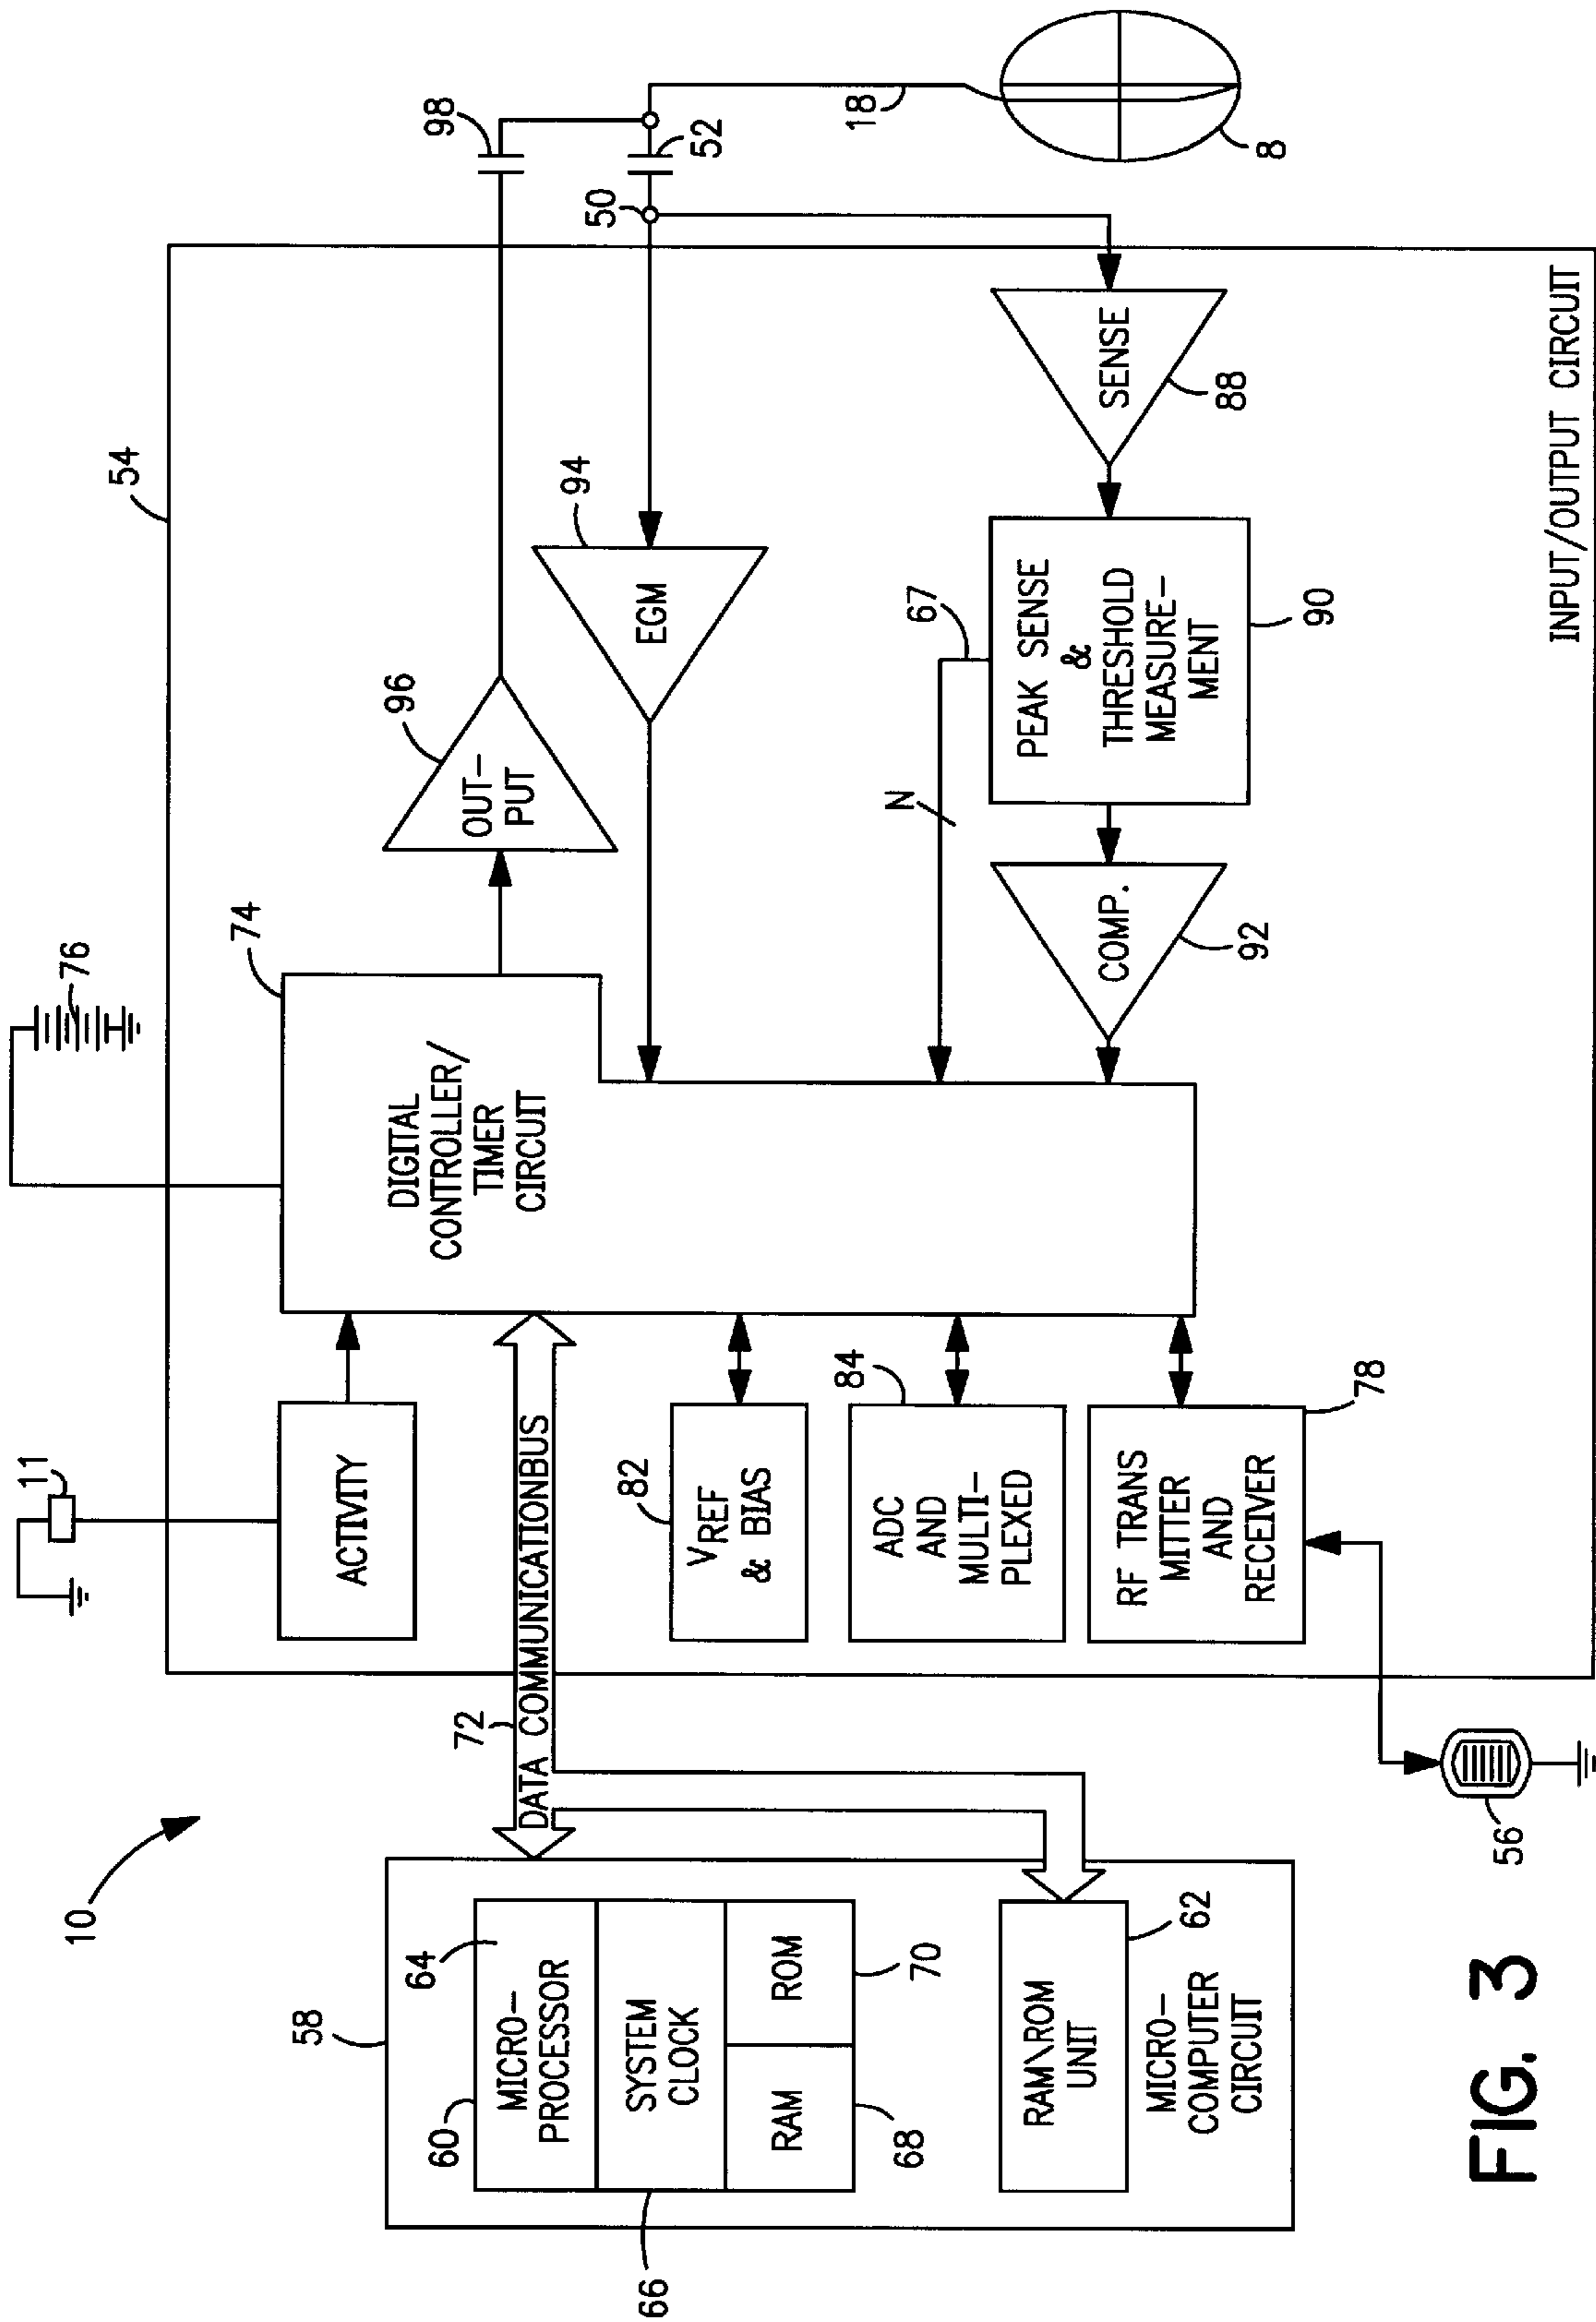 10
11
76
54
74
ACTIVITY
DIGITAL
CONTROLLER/
TIMER
CIRCUIT
96
OUT-
PUT
98
94
EGM
50
52
18
8
58
60
64
MICRO-
PROCESSOR
SYSTEM
CLOCK
66
RAM
ROM
68
70
72
DATA COMMUNICATIONBUS
82
VREF
& BIAS
84
ADC
AND
MULTI-
PLEXED
RF TRANS
MITTER
AND
RECEIVER
78
N
67
PEAK SENSE
&
THRESHOLD
MEASURE-
MENT
90
SENSE
88
COMP.
92
RAM\ROM
UNIT
62
MICRO-
COMPUTER
CIRCUIT
56
INPUT/OUTPUT CIRCUIT
FIG. 3